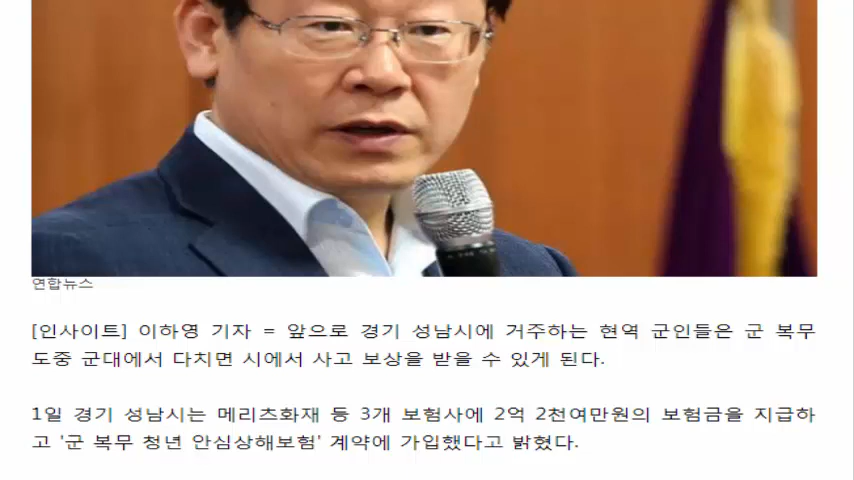 연합뉴스
[인사이트] 이하영 기자 = 앞으로 경기 성남시에 거주하는 현역 군인들은 군 복무
도중 군대에서 다치면 시에서 사고 보상을 받을 수 있게 된다.
1일 경기 성남시는 메리츠화재 등 3개 보험사에 2억 2천여만원의 보험금을 지급하
고 '군 복무 청년 안심상해보험' 계약에 가입했다고 밝혔다.